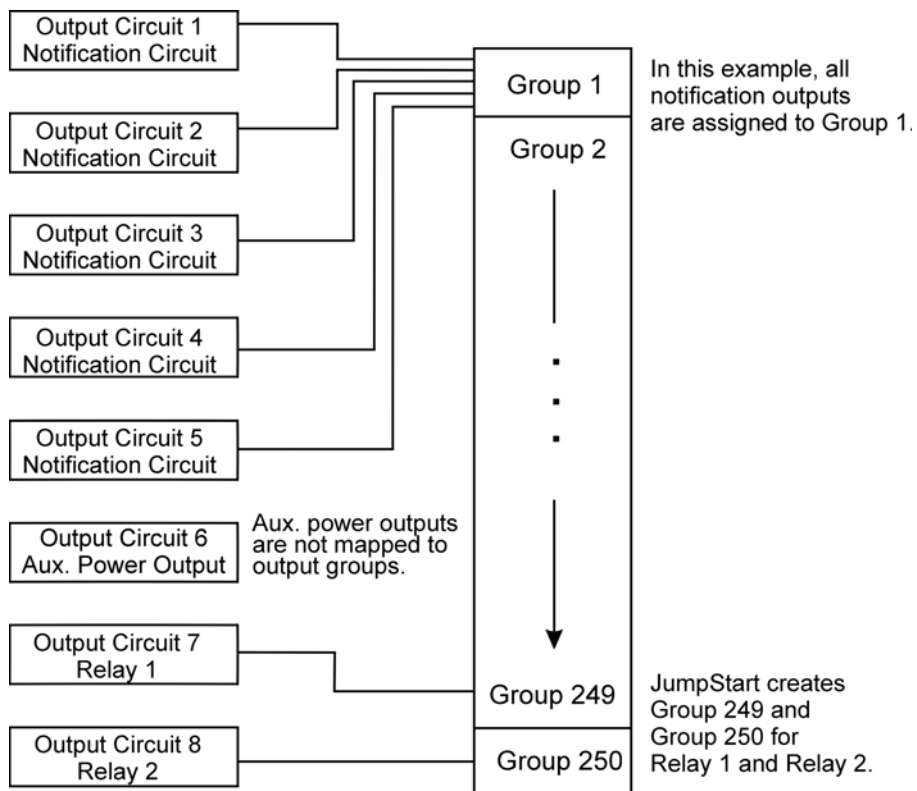 Output Circuit 1
Notification Circuit
Output Circuit 2
Notification Circuit
Output Circuit 3
Notification Circuit
Output Circuit 4
Notification Circuit
Output Circuit 5
Notification Circuit
Output Circuit 6
Aux. Power Output
Aux. power outputs
are not mapped to
output groups.
Output Circuit 7
Relay 1
Output Circuit 8
Relay 2
Group 1
Group 2
Group 249
Group 250
In this example, all
notification outputs
are assigned to Group 1.
JumpStart creates
Group 249 and
Group 250 for
Relay 1 and Relay 2.